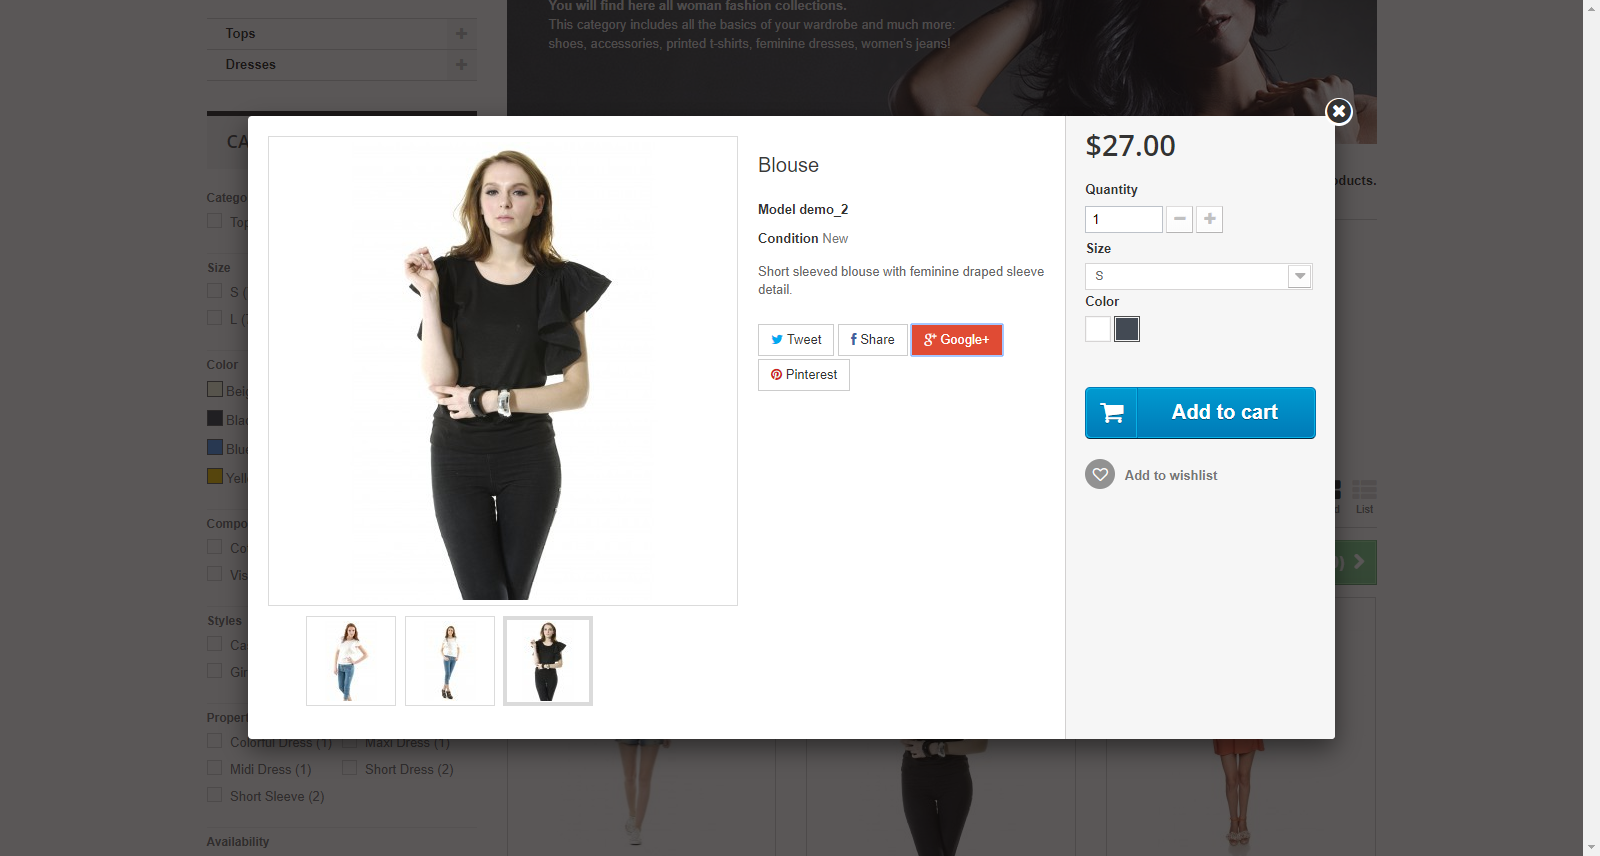 You will find here all woman fashion collections.
This category includes all the basics of your wardrobe and much more:
shoes, accessories, printed t-shirts, feminine dresses, women's jeans!
Tops
Dresses
CA
Catego
Top
Size
S (
L (
Color
Beig
Blac
Blue
Yell
Compo
Co
Vis
Styles
Ca
Gir
Propert
Colorful Dress (1)
Maxi Dress (1)
Midi Dress (1)
Short Dress (2)
Short Sleeve (2)
Availability
Blouse
Model demo_2
Condition New
Short sleeved blouse with feminine draped sleeve
detail.
Tweet
Share
Google+
Pinterest
$27.00
Quantity
1
Size
S
Color
Add to cart
Add to wishlist
oducts.
d
List